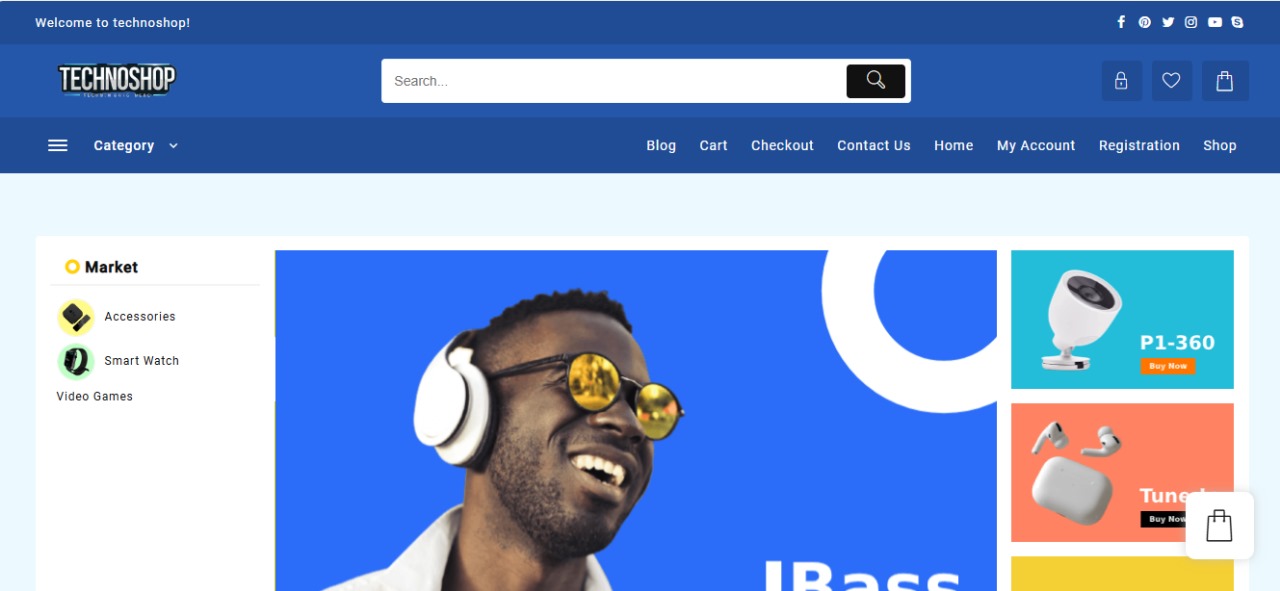 Welcome to technoshop!
TECHNOSHOP
Search...
Category
Blog Cart Checkout Contact Us Home My Account Registration Shop
Market
Accessories
Smart Watch
Video Games
JBass
P1-360
Buy Now
Tune
Buy Now